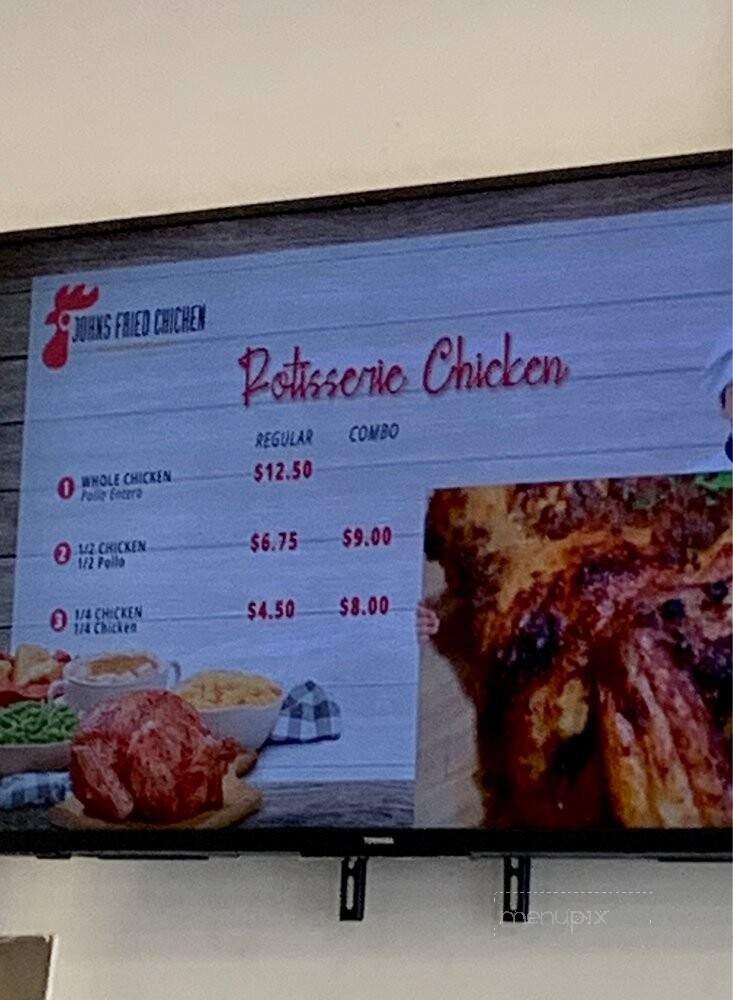 JOHNS FRIED CHICKEN
Rotisserie Chicken
REGULAR COMBO
1 WHOLE CHICKEN $12.50
Pollo Entero
2 1/2 CHICKEN $6.75 $9.00
1/2 Pollo
3 1/4 CHICKEN $4.50 $8.00
1/4 Chicken
TOSHIBA
menupix